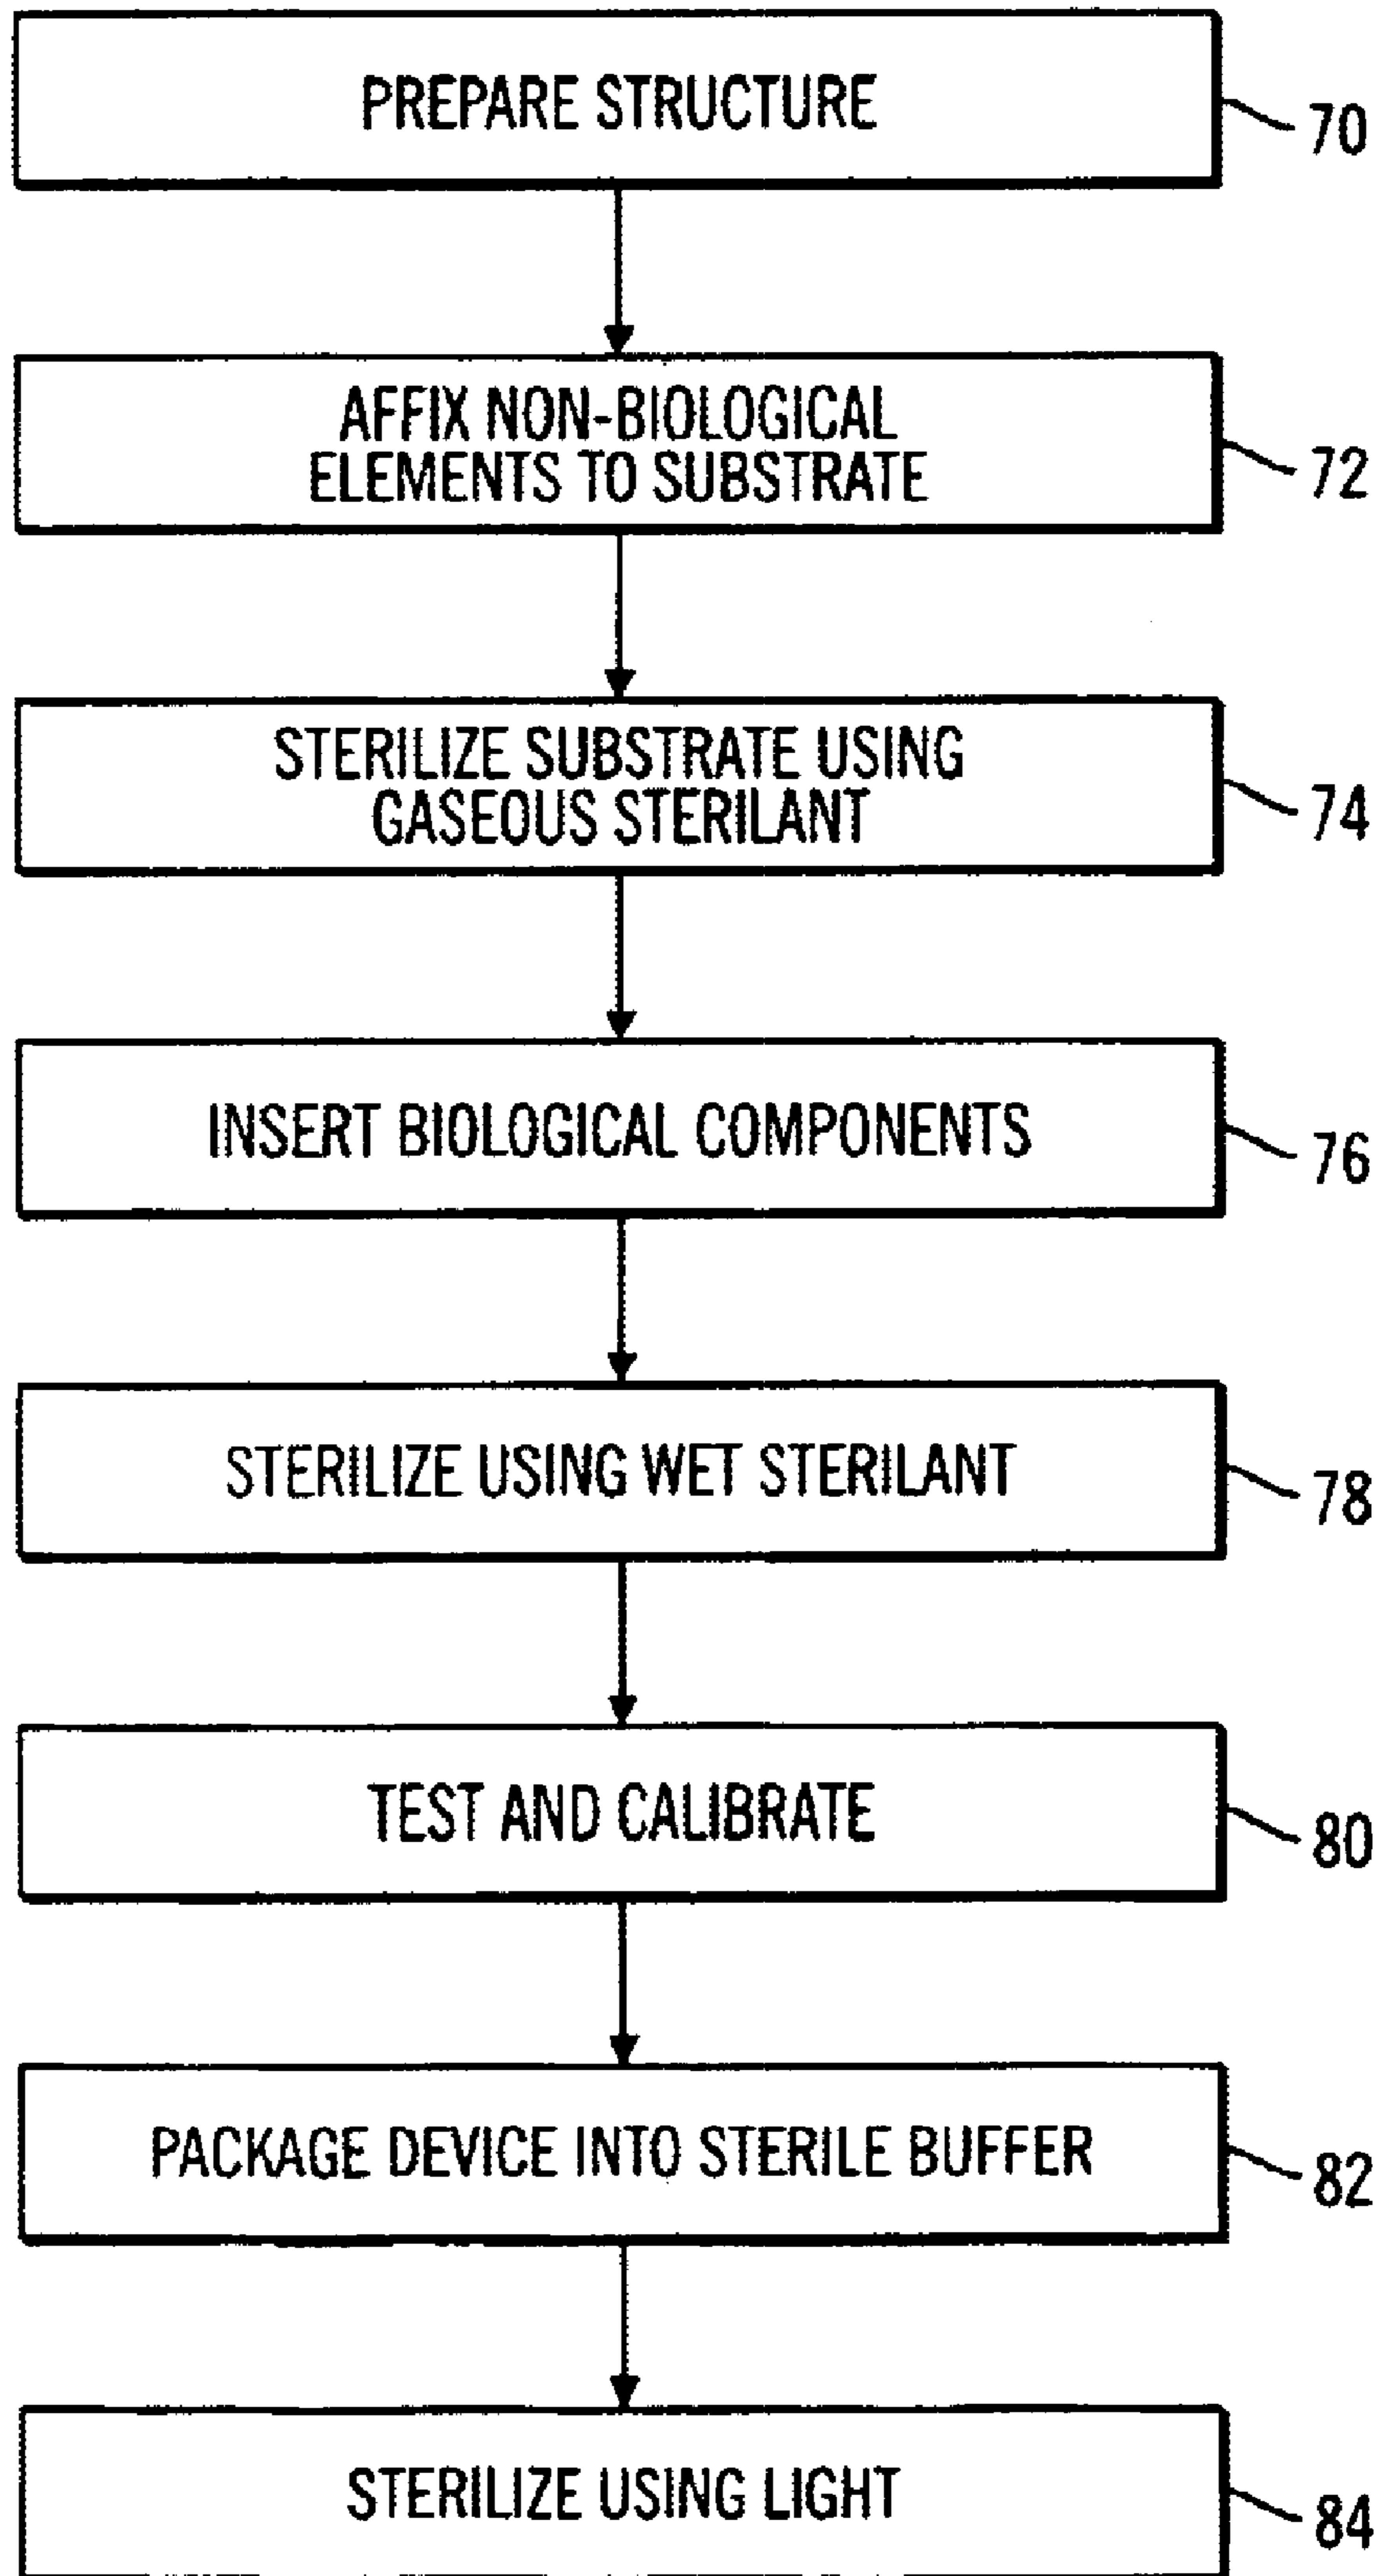 PREPARE STRUCTURE
70
AFFIX NON-BIOLOGICAL
ELEMENTS TO SUBSTRATE
72
STERILIZE SUBSTRATE USING
GASEOUS STERILANT
74
INSERT BIOLOGICAL COMPONENTS
76
STERILIZE USING WET STERILANT
78
TEST AND CALIBRATE
80
PACKAGE DEVICE INTO STERILE BUFFER
82
STERILIZE USING LIGHT
84